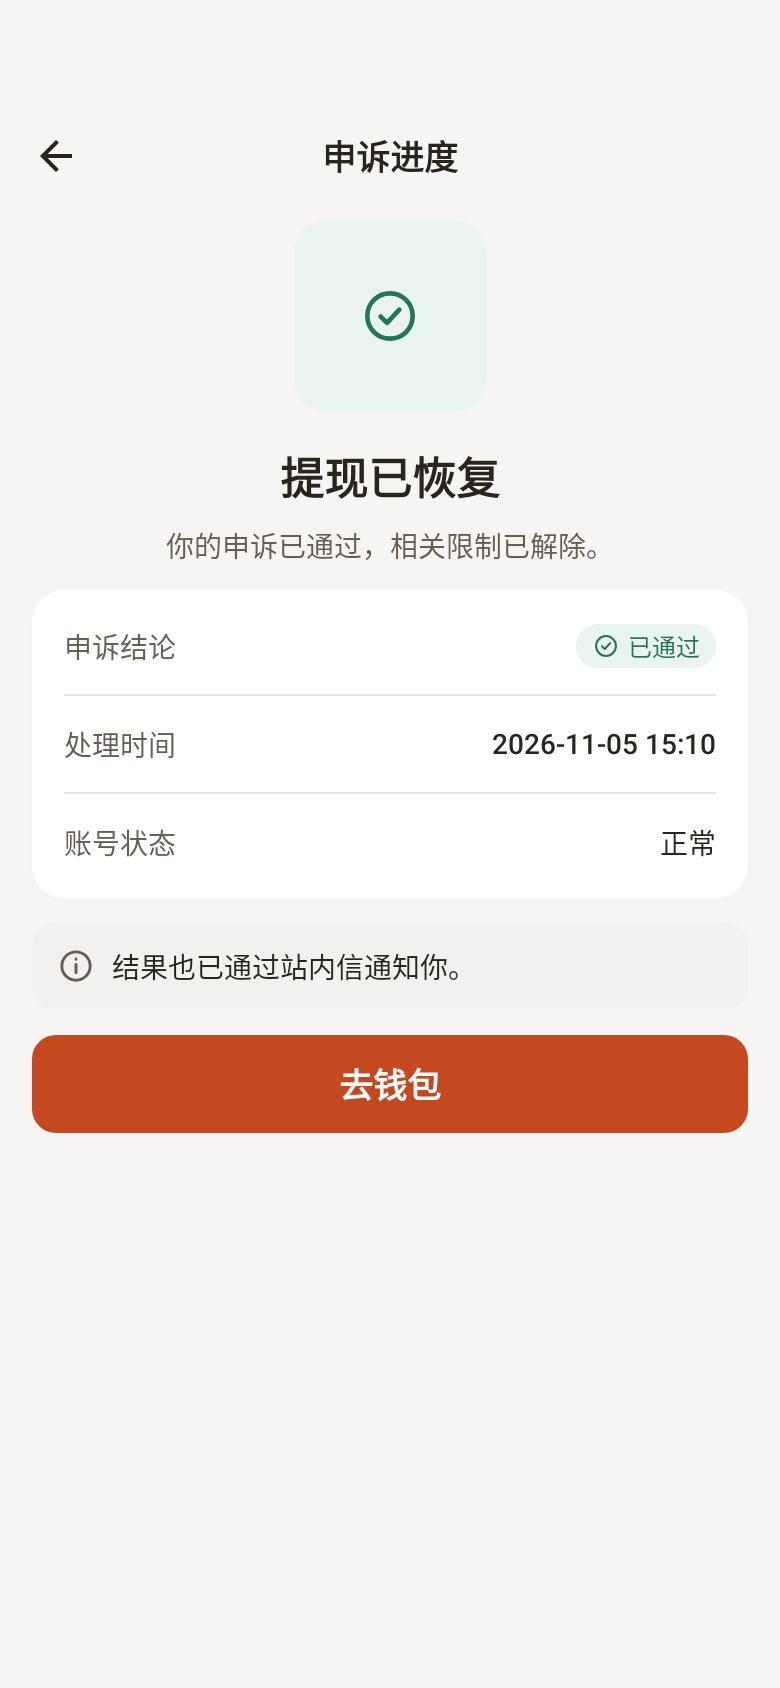 申诉进度
提现已恢复
你的申诉已通过，相关限制已解除。
申诉结论
已通过
处理时间
2026-11-05 15:10
账号状态
正常
结果也已通过站内信通知你。
去钱包